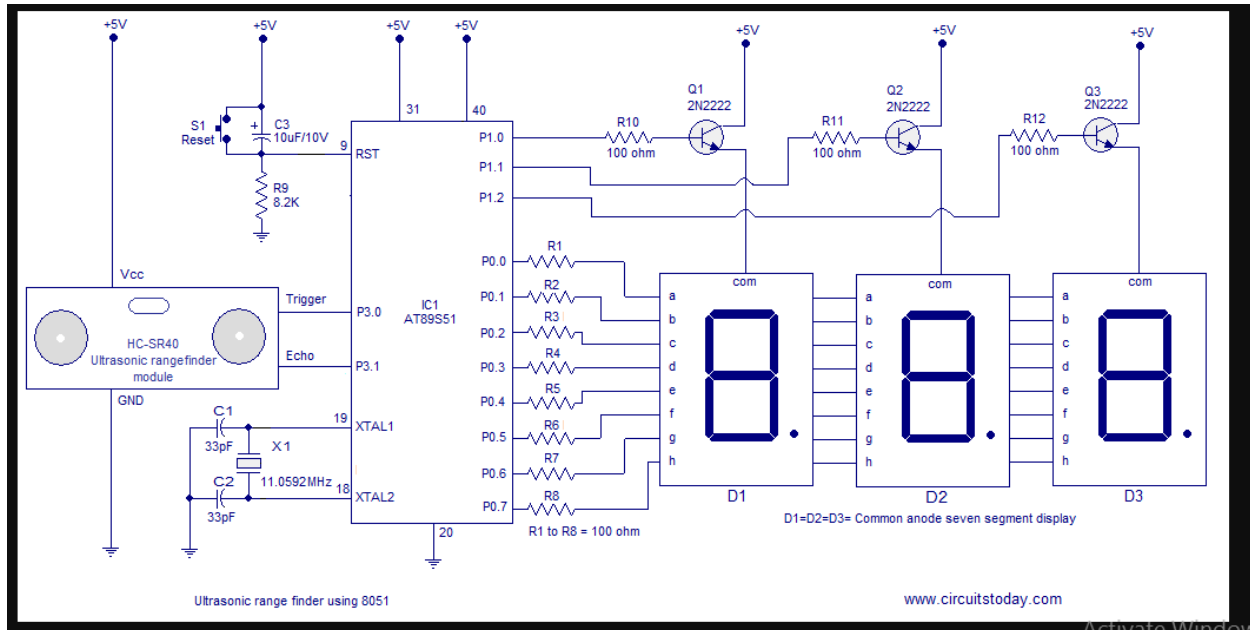 +5V
+5V
+5V
+5V
+5V
+5V
+5V
31
40
S1
Reset
+
C3
10uF/10V
9
RST
R9
8.2K
P1.0
P1.1
P1.2
R10
100 ohm
Q1
2N2222
R11
100 ohm
Q2
2N2222
R12
100 ohm
Q3
2N2222
Vcc
Trigger
P3.0
HC-SR40
Ultrasonic rangefinder
module
Echo
P3.1
GND
IC1
AT89S51
C1
33pF
X1
11.0592MHz
C2
33pF
19
XTAL1
18
XTAL2
20
P0.0
R1
P0.1
R2
P0.2
R3
P0.3
R4
P0.4
R5
P0.5
R6
P0.6
R7
P0.7
R8
R1 to R8 = 100 ohm
com
a
b
c
d
e
f
g
h
D1
com
a
b
c
d
e
f
g
h
D2
com
a
b
c
d
e
f
g
h
D3
D1=D2=D3= Common anode seven segment display
Ultrasonic range finder using 8051
www.circuitstoday.com
Activate Window